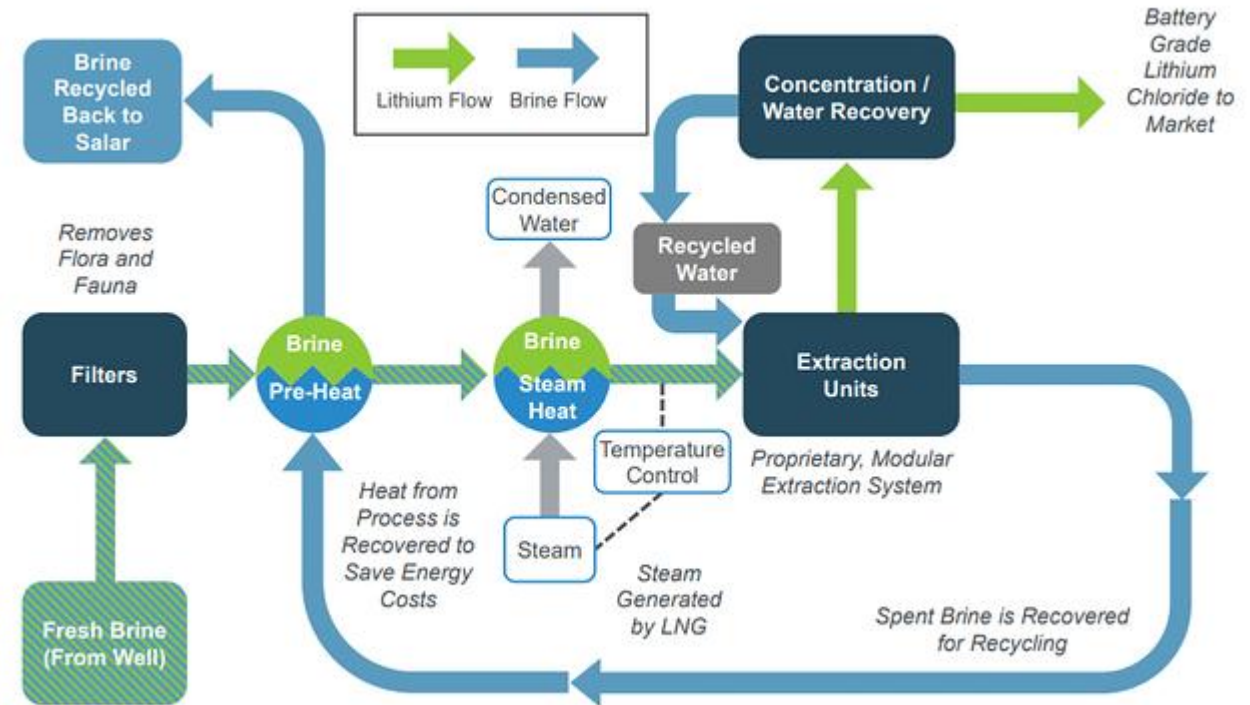 Brine
Recycled
Back to
Salar
Lithium Flow
Brine Flow
Concentration /
Water Recovery
Battery
Grade
Lithium
Chloride to
Market
Condensed
Water
Recycled
Water
Removes
Flora and
Fauna
Filters
Brine
Pre-Heat
Brine
Steam
Heat
Extraction
Units
Temperature
Control
Proprietary, Modular
Extraction System
Heat from
Process is
Recovered to
Save Energy
Costs
Steam
Steam
Generated
by LNG
Fresh Brine
(From Well)
Spent Brine is Recovered
for Recycling